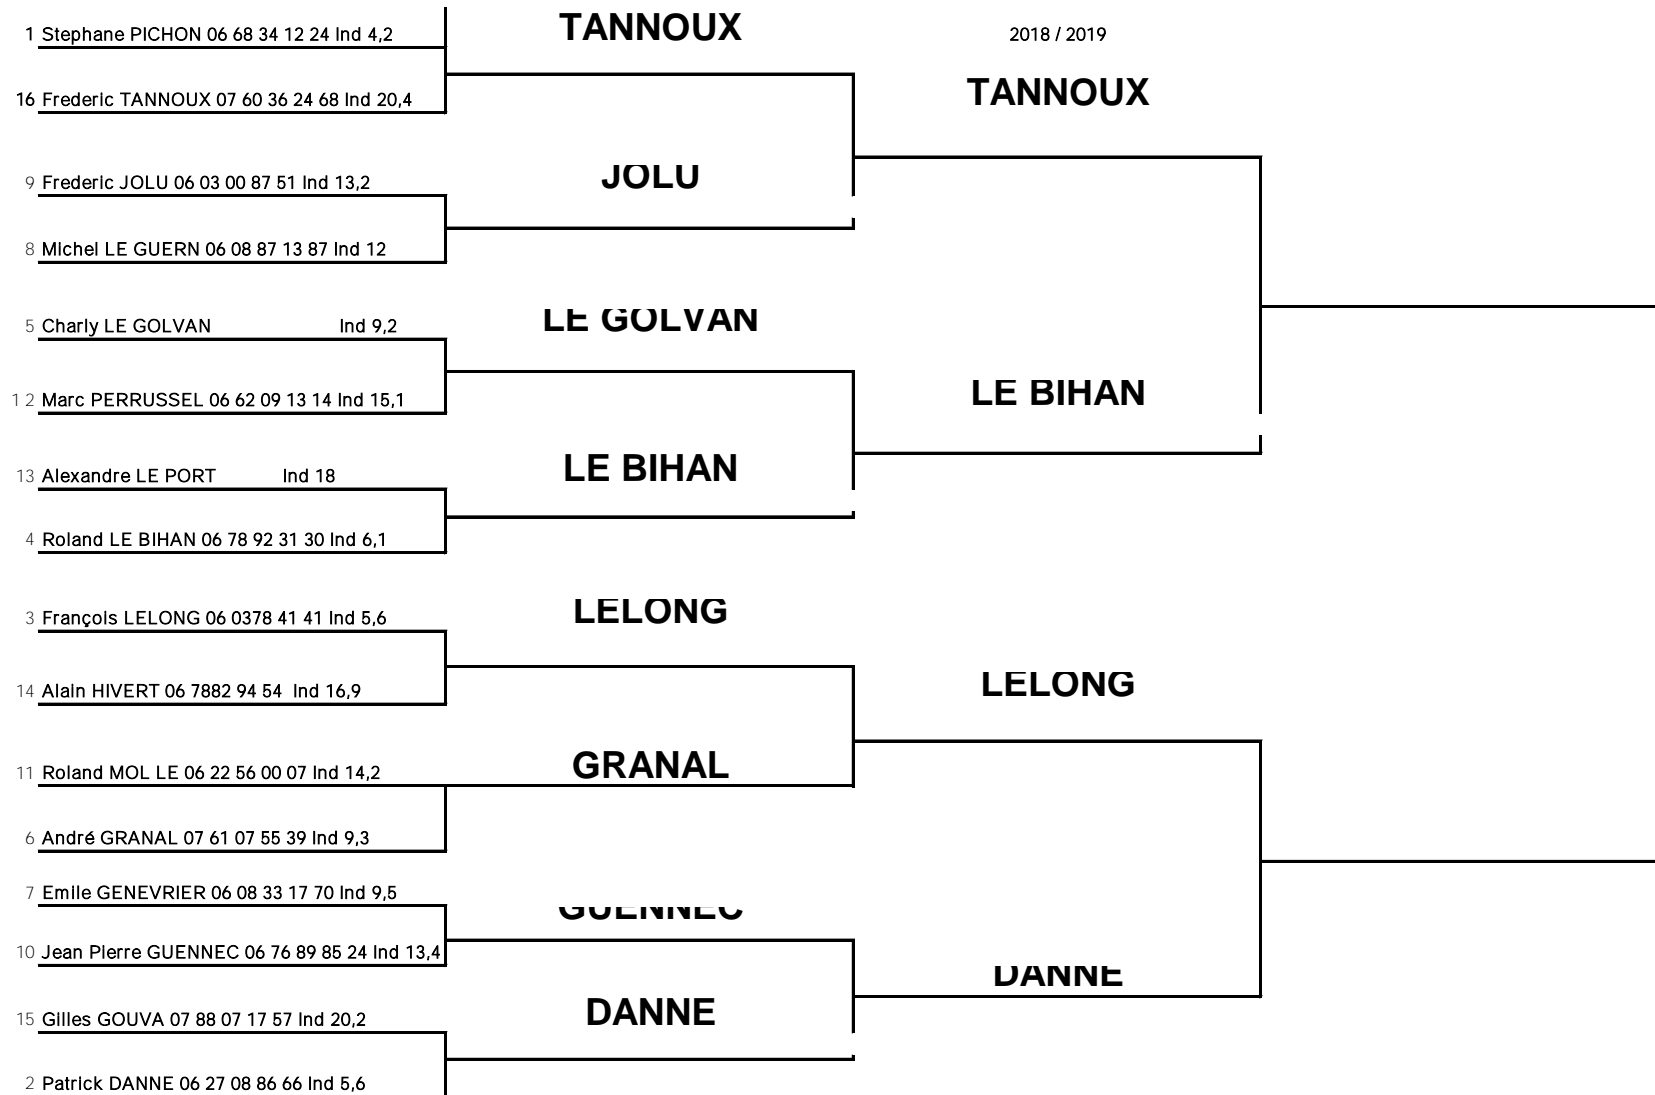 1 Stephane PICHON 06 68 34 12 24 Ind 4,2
TANNOUX
2018 / 2019
16 Frederic TANNOUX 07 60 36 24 68 Ind 20,4
TANNOUX
9 Frederic JOLU 06 03 00 87 51 Ind 13,2
JOLU
8 Michel LE GUERN 06 08 87 13 87 Ind 12
5 Charly LE GOLVAN Ind 9,2
LE GOLVAN
12 Marc PERRUSSEL 06 62 09 13 14 Ind 15,1
LE BIHAN
13 Alexandre LE PORT Ind 18
LE BIHAN
4 Roland LE BIHAN 06 78 92 31 30 Ind 6,1
3 François LELONG 06 0378 41 41 Ind 5,6
LELONG
14 Alain HIVERT 06 7882 94 54 Ind 16,9
LELONG
11 Roland MOL LE 06 22 56 00 07 Ind 14,2
GRANAL
6 André GRANAL 07 61 07 55 39 Ind 9,3
7 Emile GENEVRIER 06 08 33 17 70 Ind 9,5
GUENNEC
10 Jean Pierre GUENNEC 06 76 89 85 24 Ind 13,4
DANNE
15 Gilles GOUVA 07 88 07 17 57 Ind 20,2
DANNE
2 Patrick DANNE 06 27 08 86 66 Ind 5,6